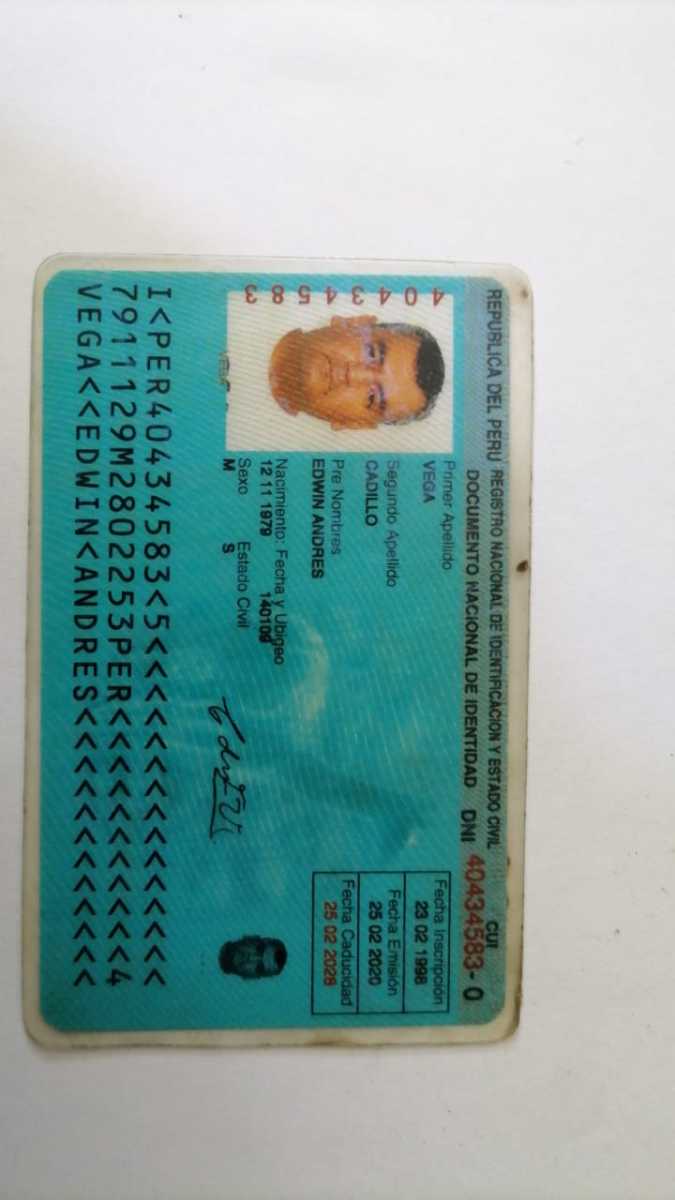 REPUBLICA DEL PERU REGISTRO NACIONAL DE IDENTIFICACION Y ESTADO CIVIL
CUI
DOCUMENTO NACIONAL DE IDENTIDAD DNI 40434583-0
40434583
Primer Apellido
VEGA
Segundo Apellido
CADILLO
Pre Nombres
EDWIN ANDRES
Nacimiento: Fecha y Ubigeo
12 11 1979 140109
Sexo Estado Civil
M S
Fecha Inscripción
23 02 1998
Fecha Emisión
25 02 2020
Fecha Caducidad
25 02 2028
I<PER40434583<5<<<<<<<<<<<<<<<
7911129M2802253PER<<<<<<<<<<<4
VEGA<<EDWIN<ANDRES<<<<<<<<<<<<